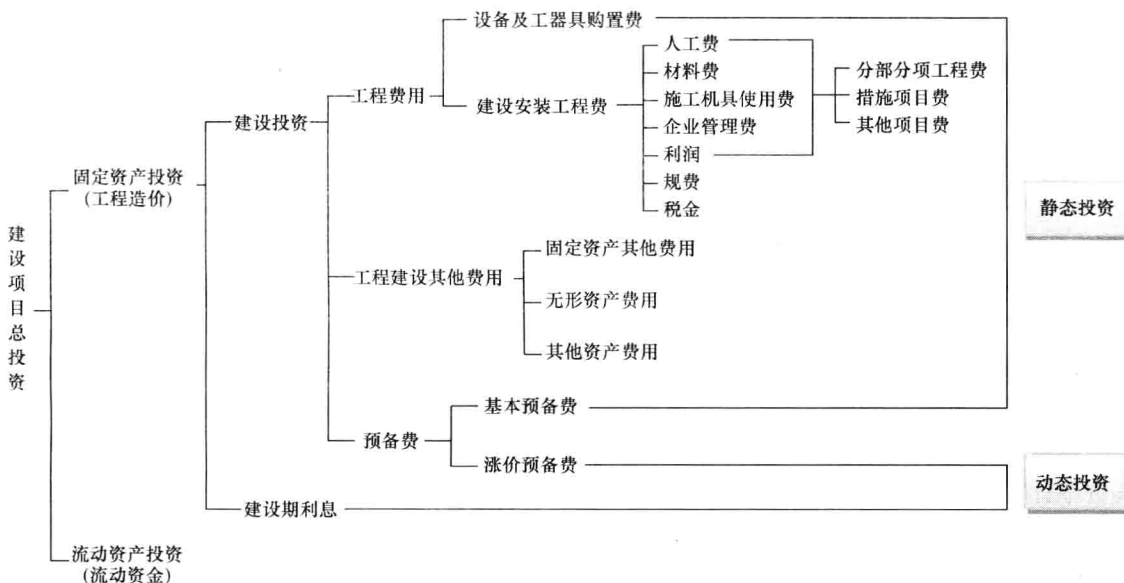 建设项目总投资
固定资产投资
(工程造价)
建设投资
工程费用
设备及工器具购置费
建设安装工程费
人工费
材料费
施工机具使用费
企业管理费
利润
规费
税金
分部分项工程费
措施项目费
其他项目费
工程建设其他费用
固定资产其他费用
无形资产费用
其他资产费用
预备费
基本预备费
涨价预备费
建设期利息
流动资产投资
(流动资金)
静态投资
动态投资